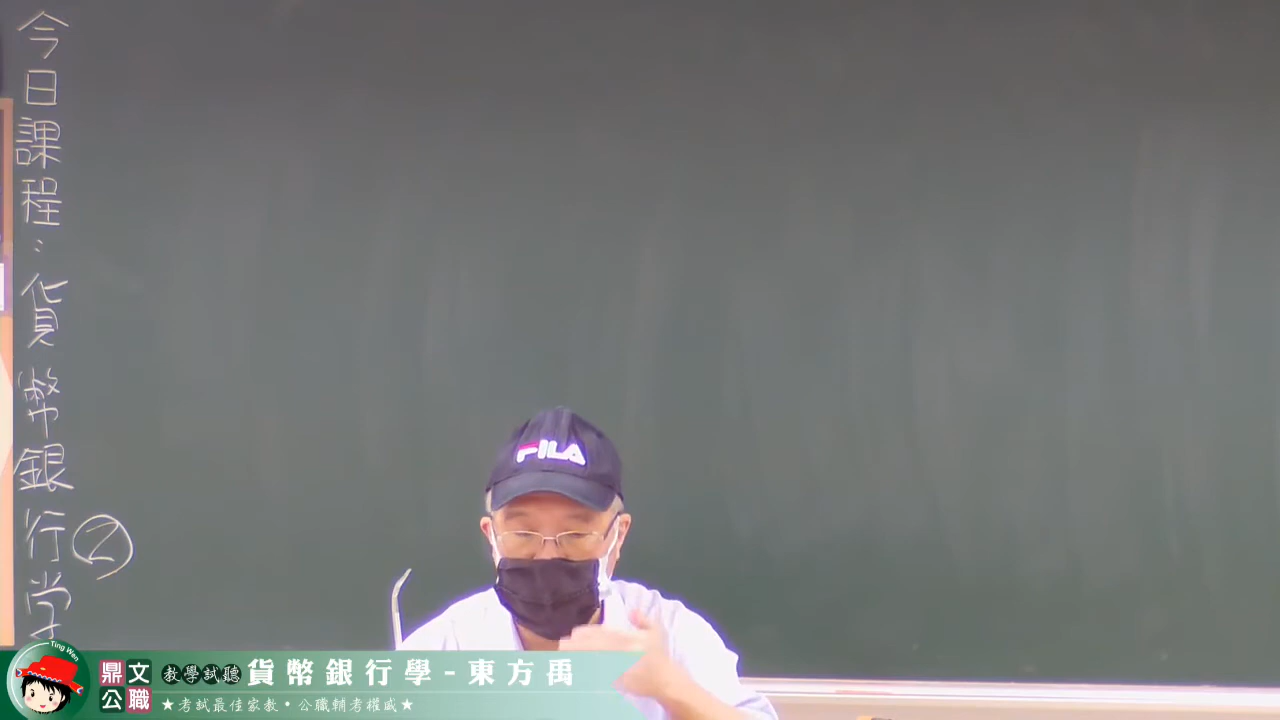 今日課程：貨幣銀行学
②
FILA
Ting Wen
鼎文公職
教學試聽
貨幣銀行學-東方禹
★考試最佳家教•公職輔考權威★